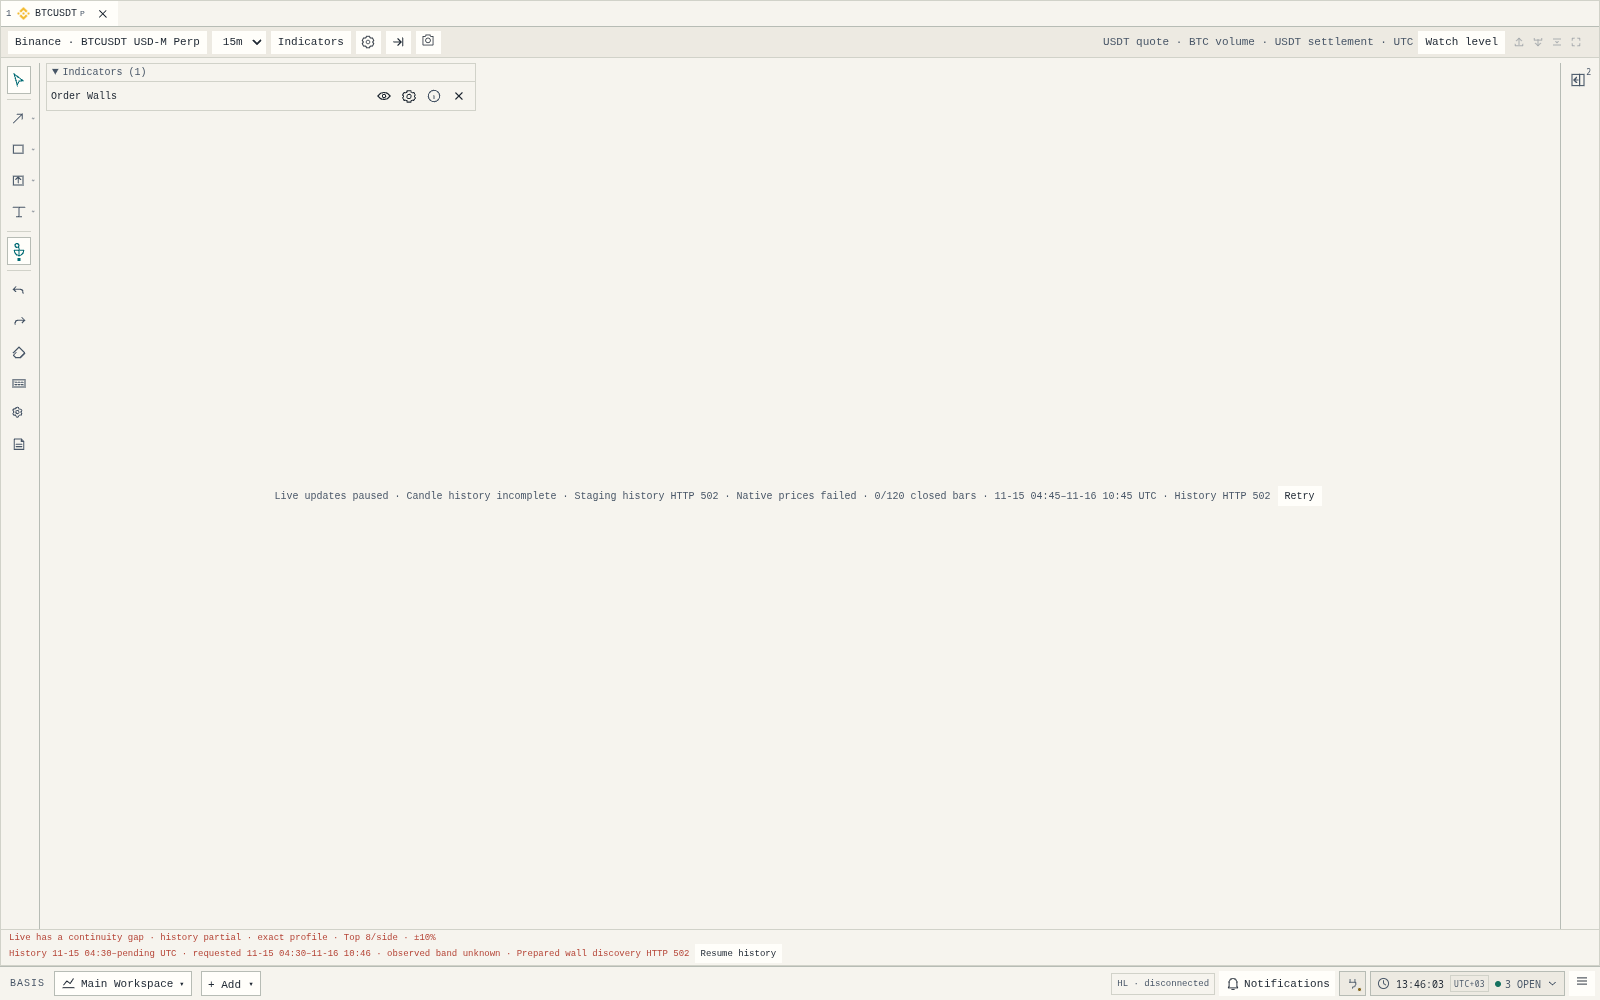 1 BTCUSDT P
Binance · BTCUSDT USD-M Perp 15m Indicators USDT quote · BTC volume · USDT settlement · UTC Watch level
Indicators (1)
2
Order Walls
Live updates paused · Candle history incomplete · Staging history HTTP 502 · Native prices failed · 0/120 closed bars · 11-15 04:45–11-16 10:45 UTC · History HTTP 502 Retry
Live has a continuity gap · history partial · exact profile · Top 8/side · ±10%
History 11-15 04:30–pending UTC · requested 11-15 04:30–11-16 10:46 · observed band unknown · Prepared wall discovery HTTP 502 Resume history
BASIS Main Workspace + Add HL · disconnected Notifications 13:46:03 UTC+03 3 OPEN